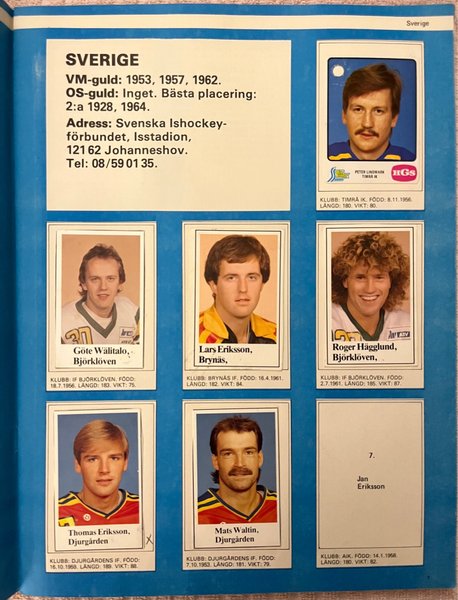 Sverige
SVERIGE
VM-guld: 1953, 1957, 1962.
OS-guld: Inget. Bästa placering:
2:a 1928, 1964.
Adress: Svenska Ishockey-
förbundet, Isstadion,
121 62 Johanneshov.
Tel: 08/59 01 35.
PETER LINDMARK
TIMRÅ IK
RGS
KLUBB: TIMRÅ IK, FÖDD: 8.11.1956.
LÄNGD: 180. VIKT: 80.
Göte Wälitalo,
Björklöven
KLUBB: IF BJÖRKLÖVEN. FÖDD:
18.7.1956. LÄNGD: 183. VIKT: 75.
Lars Eriksson,
Brynäs,
KLUBB: BRYNÄS IF. FÖDD: 16.4.1961.
LÄNGD: 182. VIKT: 84.
Roger Hägglund,
Björklöven,
KLUBB: IF BJÖRKLÖVEN. FÖDD:
2.7.1961. LÄNGD: 185. VIKT: 87.
Thomas Eriksson,
Djurgården
x
KLUBB: DJURGÅRDENS IF. FÖDD:
16.10.1959. LÄNGD: 189. VIKT: 88.
Mats Waltin,
Djurgården
KLUBB: DJURGÅRDENS IF. FÖDD:
7.10.1953. LÄNGD: 181. VIKT: 79.
7.
Jan
Eriksson
KLUBB: AIK, FÖDD: 14.1.1958.
LÄNGD: 180. VIKT: 82.